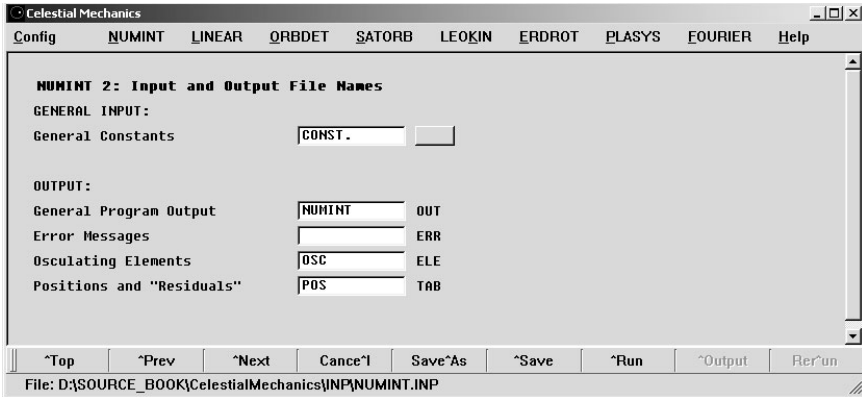 Celestial Mechanics
Config NUMINT LINEAR ORBDET SATORB LEOKIN ERDROT PLASYS FOURIER Help
NUMINT 2: Input and Output File Names
GENERAL INPUT:
General Constants CONST.
OUTPUT:
General Program Output NUMINT OUT
Error Messages ERR
Osculating Elements OSC ELE
Positions and "Residuals" POS TAB
^Top ^Prev ^Next Cance^l Save^As ^Save ^Run ^Output Rer^un
File: D:\SOURCE_BOOK\CelestialMechanics\INP\NUMINT.INP